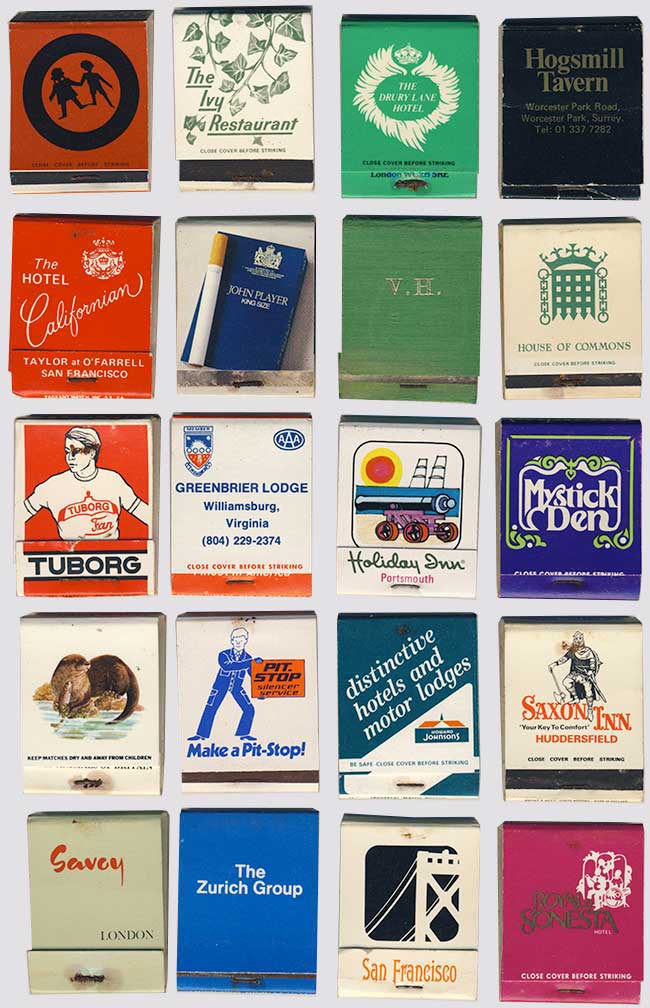 CLOSE COVER BEFORE STRIKING
The
Ivy
Restaurant
CLOSE COVER BEFORE STRIKING
THE
DRURY LANE
HOTEL
CLOSE COVER BEFORE STRIKING
Hogsmill
Tavern
Worcester Park Road,
Worcester Park, Surrey.
Tel: 01 337 7282
The
HOTEL
Californian
TAYLOR at O'FARRELL
SAN FRANCISCO
JOHN PLAYER
KING SIZE
V.H.
HOUSE OF COMMONS
CLOSE COVER BEFORE STRIKING
TUBORG
Fan
TUBORG
MEMBER
AAA
GREENBRIER LODGE
Williamsburg,
Virginia
(804) 229-2374
CLOSE COVER BEFORE STRIKING
Holiday Inn
Portsmouth
Mystick
Den
CLOSE COVER BEFORE STRIKING
KEEP MATCHES DRY AND AWAY FROM CHILDREN
PIT STOP
silencer
service
Make a Pit-Stop!
distinctive
hotels and
motor lodges
HOWARD
JOHNSON'S
BE SAFE CLOSE COVER BEFORE STRIKING
SAXON INN
'Your Key To Comfort'
HUDDERSFIELD
CLOSE COVER BEFORE STRIKING
Savoy
LONDON
The
Zurich Group
San Francisco
ROYAL
SONESTA
HOTEL
CLOSE COVER BEFORE STRIKING